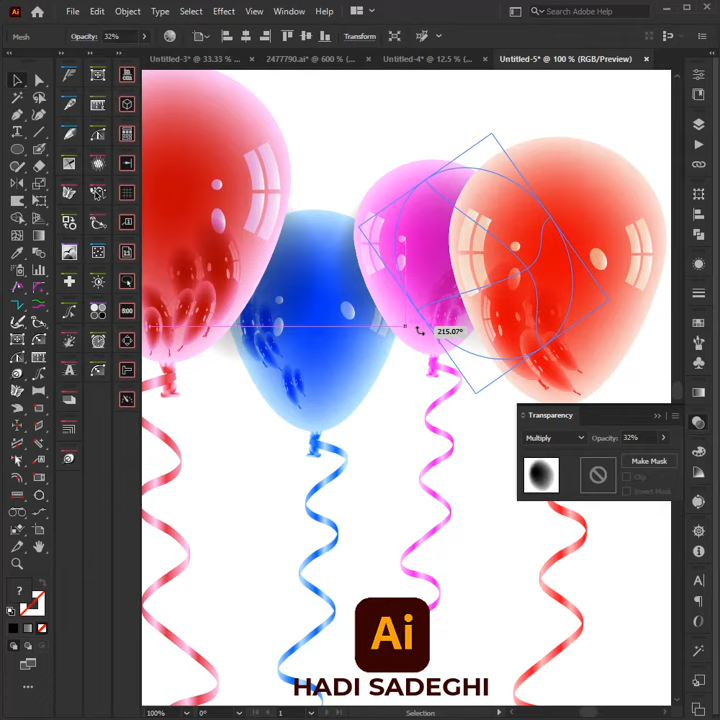 Ai File Edit Object Type Select Effect View Window Help Search Adobe Help
Mesh Opacity: 32% Transform
Untitled-3* @ 33.33 ... × 2477790.ai* @ 600 % (... × Untitled-4* @ 12.5 % (... × Untitled-5* @ 100 % (RGB/Preview) ×
215.07°
Transparency
Multiply Opacity: 32%
Make Mask
Clip
Invert Mask
Ai
HADI SADEGHI
100% 0° 1 Selection